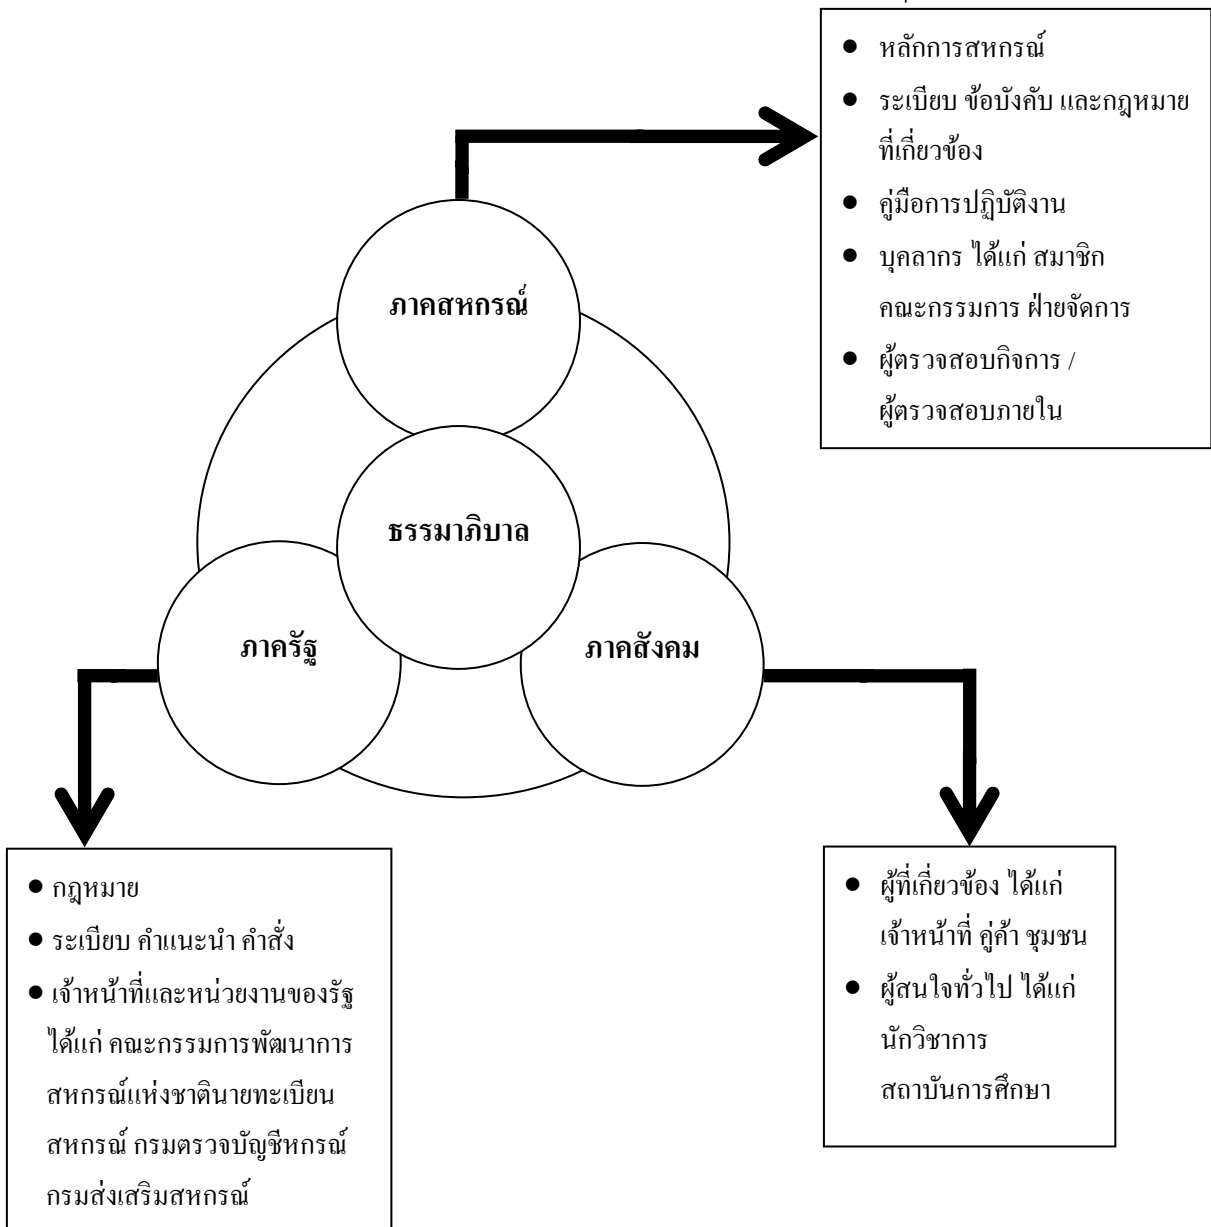 หลักการสหกรณ์
ระเบียบ ข้อบังคับ และกฎหมาย
ที่เกี่ยวข้อง
คู่มือการปฏิบัติงาน
บุคลากร ได้แก่ สมาชิก
คณะกรรมการ ฝ่ายจัดการ
ผู้ตรวจสอบกิจการ /
ผู้ตรวจสอบภายใน
ภาคสหกรณ์
ธรรมาภิบาล
ภาครัฐ
ภาคสังคม
กฎหมาย
ระเบียบ คำแนะนำ คำสั่ง
เจ้าหน้าที่และหน่วยงานของรัฐ
ได้แก่ คณะกรรมการพัฒนาการ
สหกรณ์แห่งชาตินายทะเบียน
สหกรณ์ กรมตรวจบัญชีหกรณ์
กรมส่งเสริมสหกรณ์
ผู้ที่เกี่ยวข้อง ได้แก่
เจ้าหน้าที่ คู่ค้า ชุมชน
ผู้สนใจทั่วไป ได้แก่
นักวิชาการ
สถาบันการศึกษา